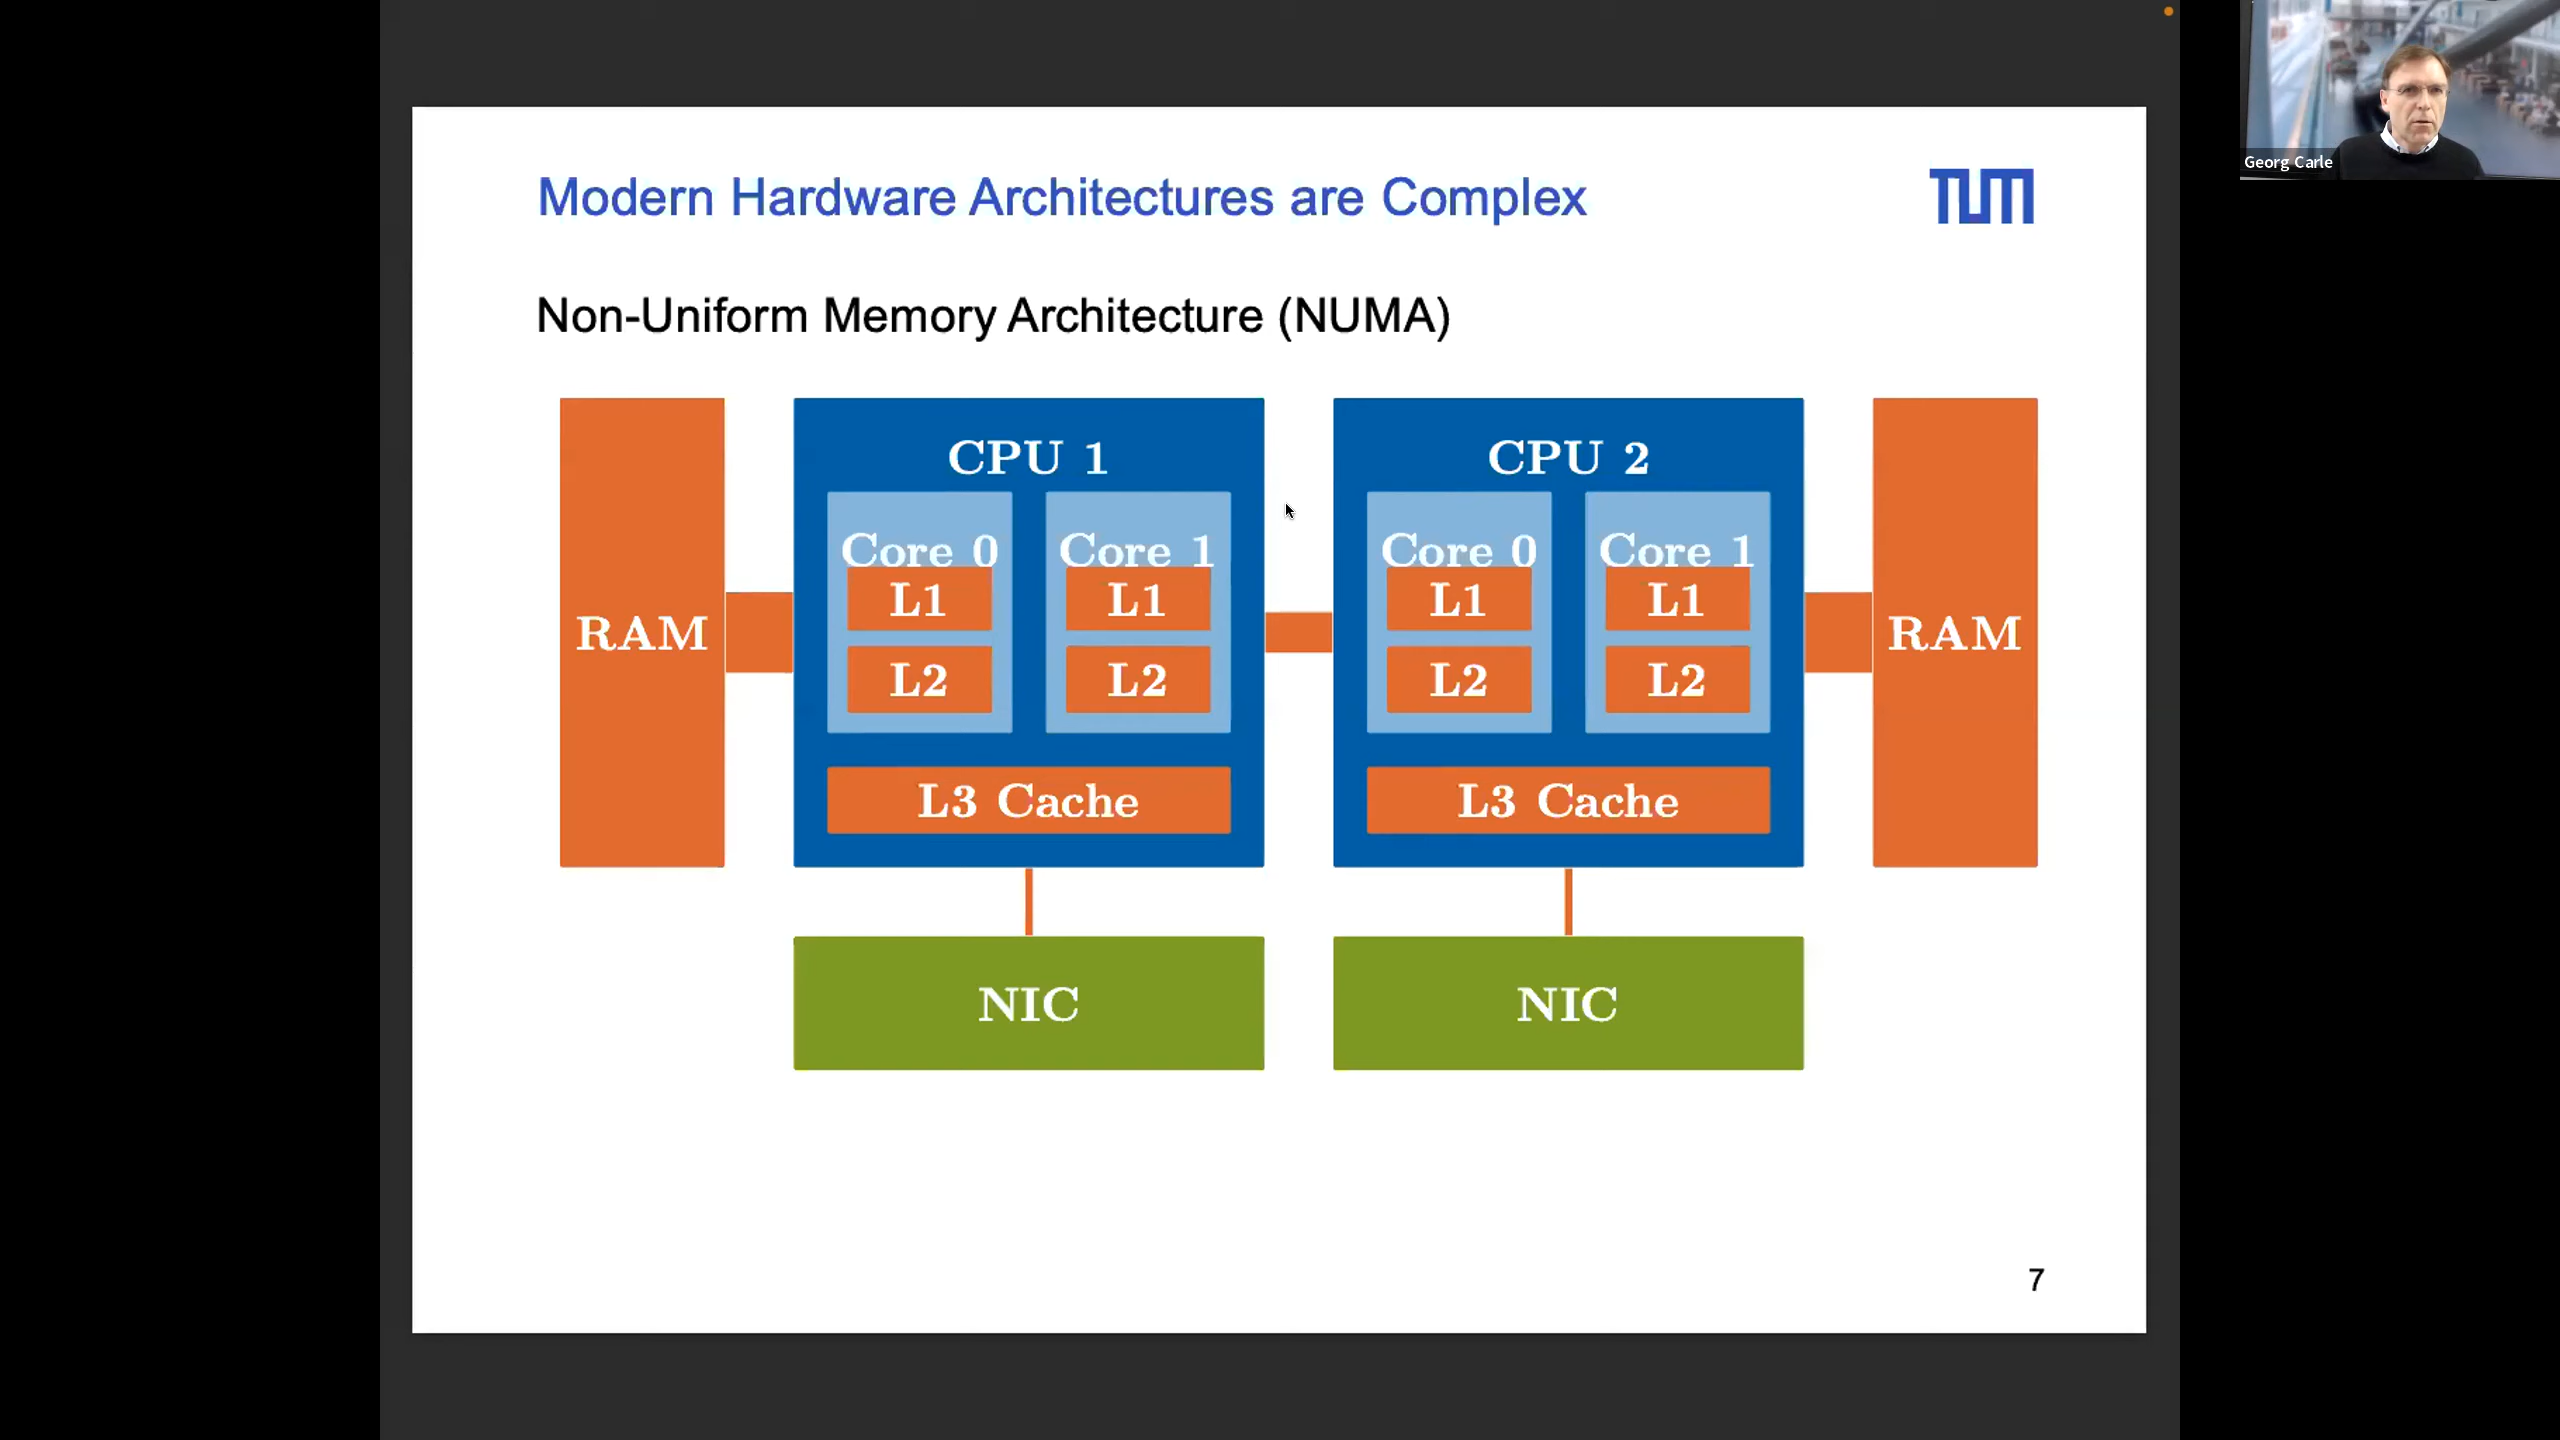 Georg Carle
Modern Hardware Architectures are Complex
TUM
Non-Uniform Memory Architecture (NUMA)
RAM
CPU 1
Core 0
L1
L2
Core 1
L1
L2
L3 Cache
CPU 2
Core 0
L1
L2
Core 1
L1
L2
L3 Cache
RAM
NIC
NIC
7